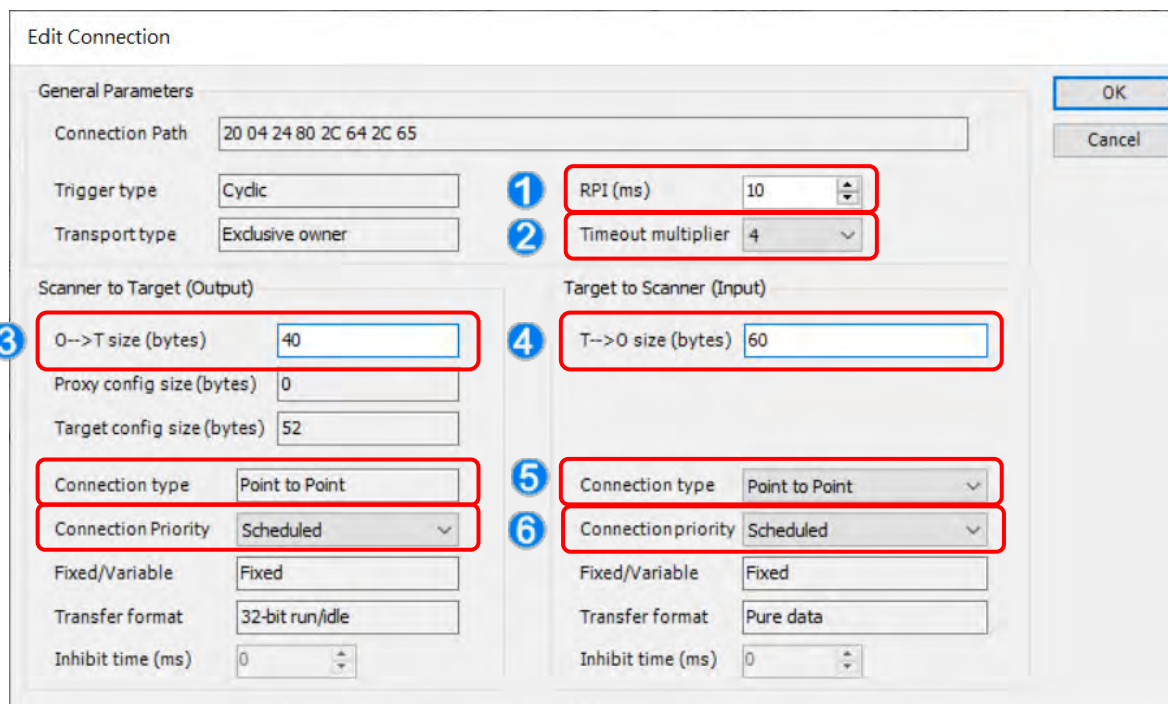 Edit Connection
General Parameters
OK
Connection Path 20 04 24 80 2C 64 2C 65
Cancel
Trigger type Cyclic 1 RPI (ms) 10
Transport type Exclusive owner 2 Timeout multiplier 4
Scanner to Target (Output) Target to Scanner (Input)
3 O-->T size (bytes) 40 4 T-->O size (bytes) 60
Proxy config size (bytes) 0
Target config size (bytes) 52
Connection type Point to Point 5 Connection type Point to Point
Connection Priority Scheduled 6 Connection priority Scheduled
Fixed/Variable Fixed Fixed/Variable Fixed
Transfer format 32-bit run/idle Transfer format Pure data
Inhibit time (ms) 0 Inhibit time (ms) 0